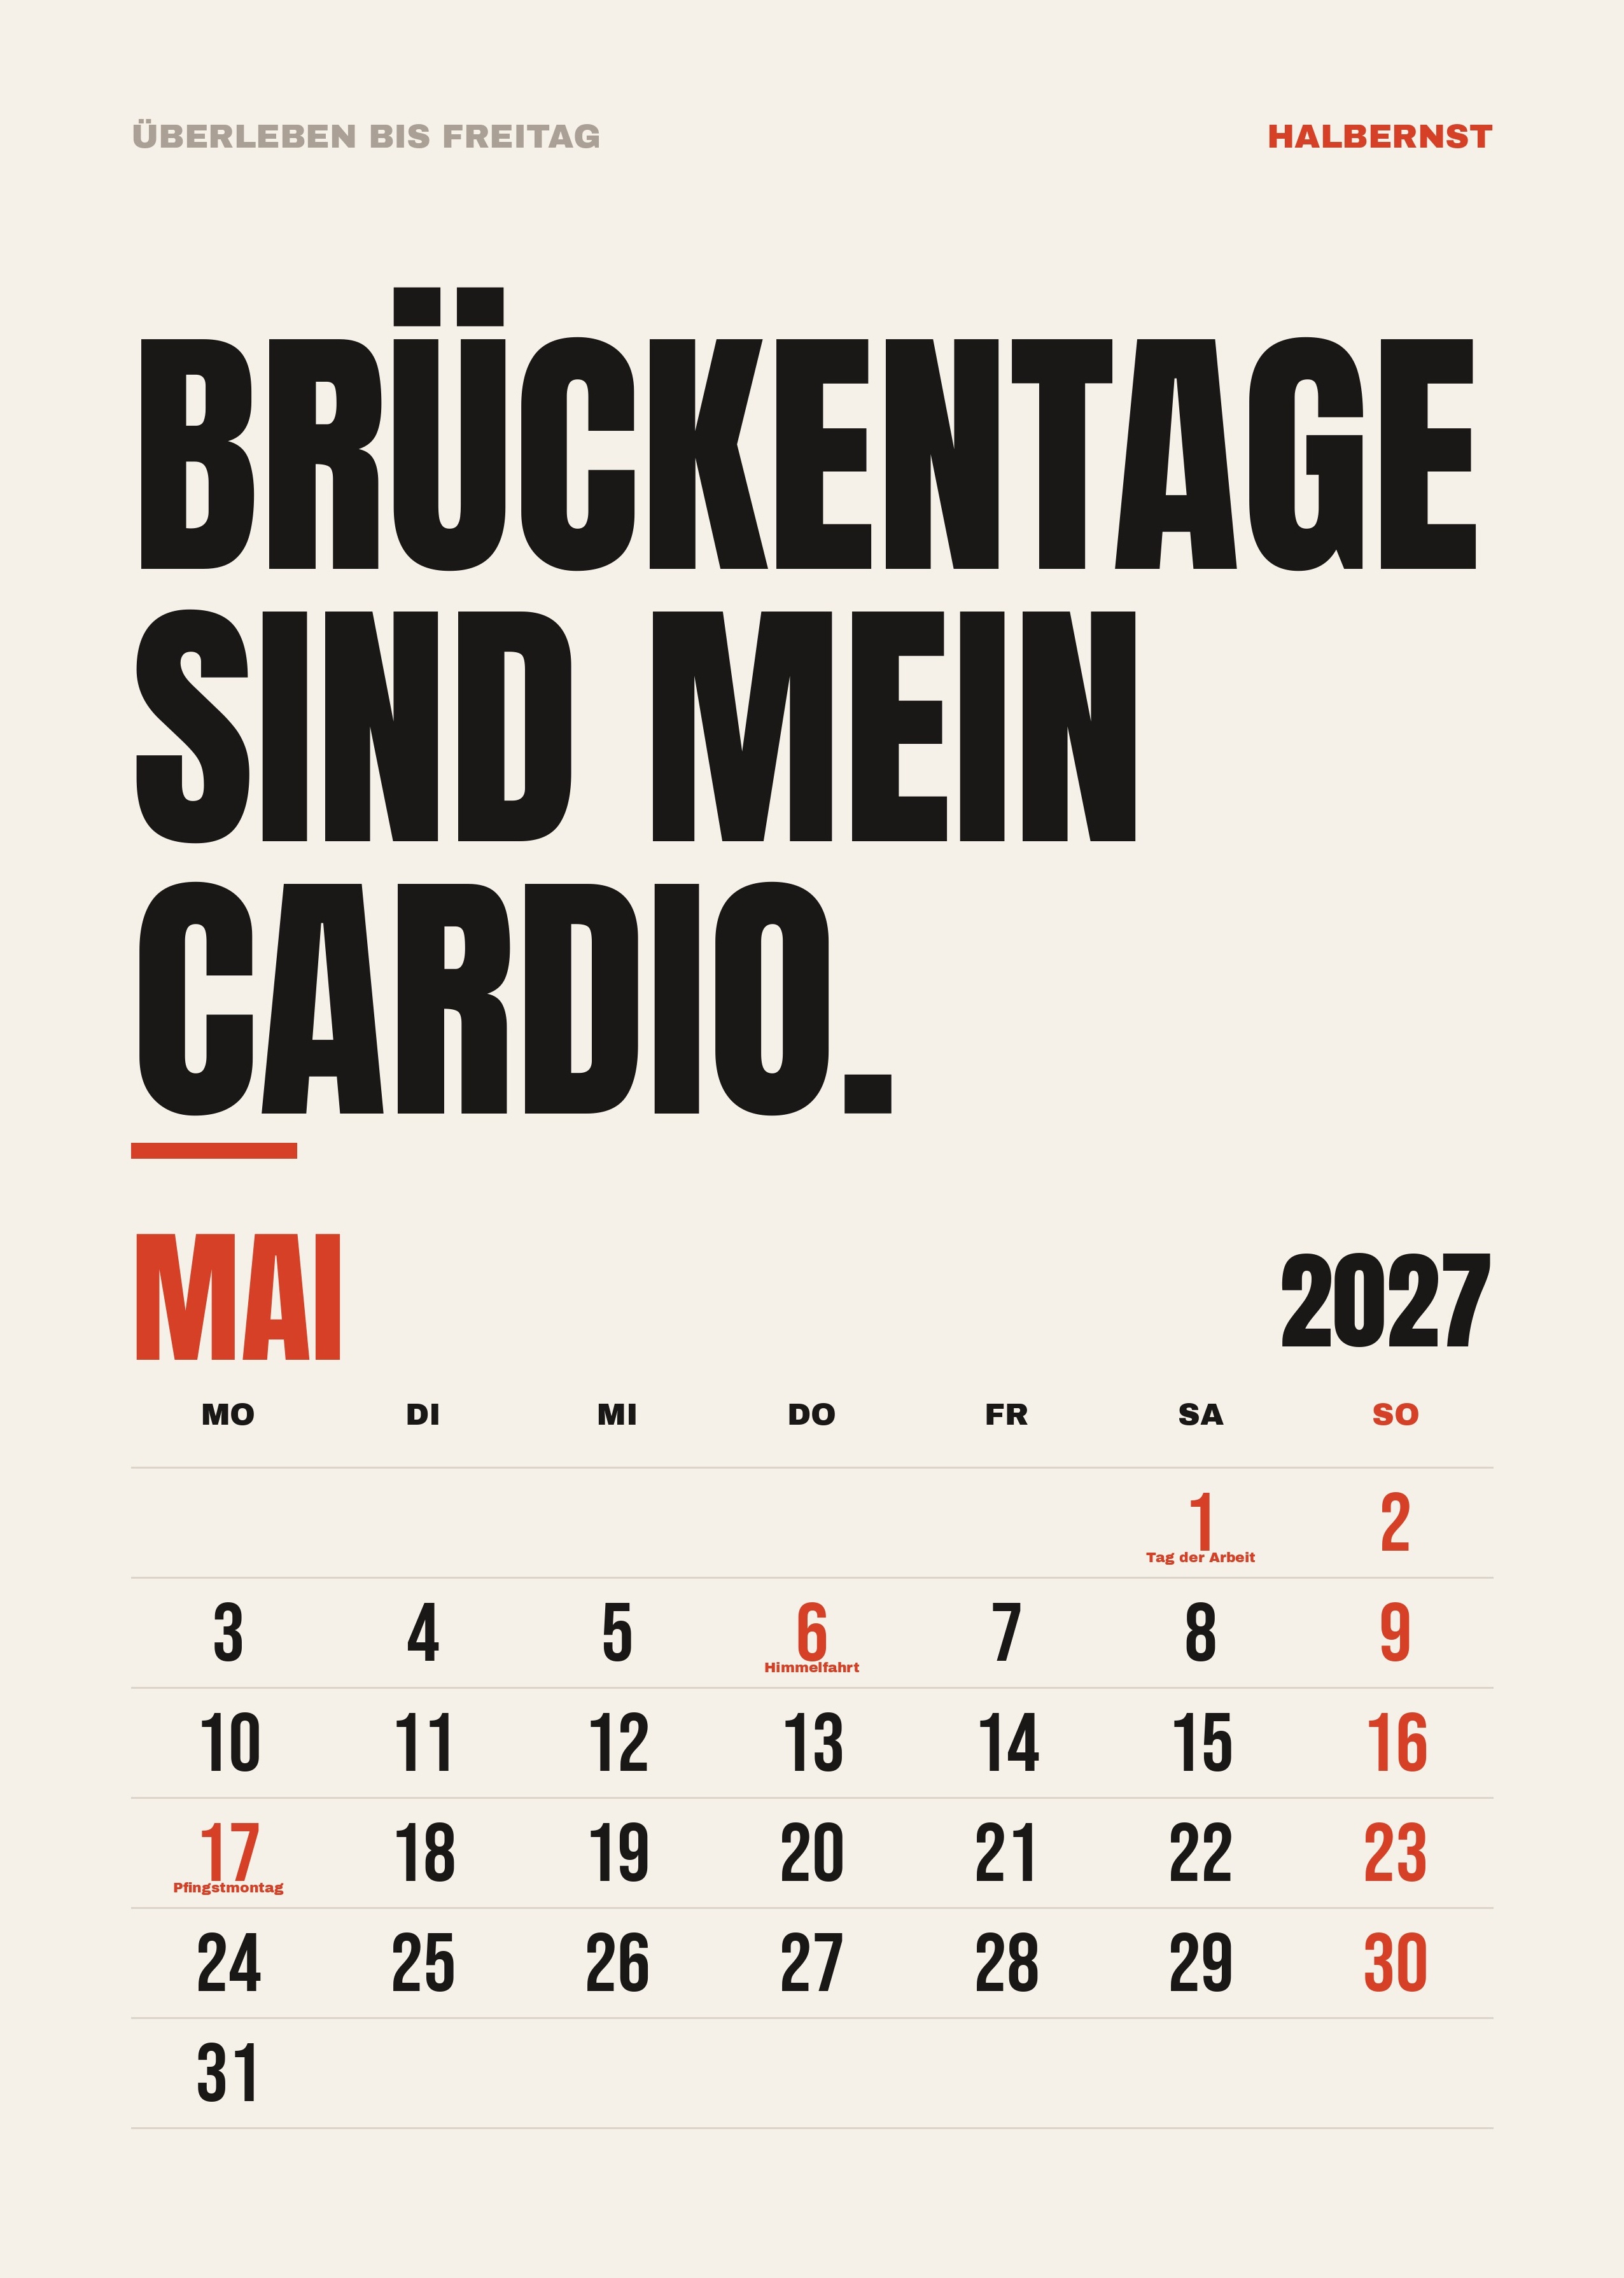 ÜBERLEBEN BIS FREITAG HALBERNST
BRÜCKENTAGE
SIND MEIN
CARDIO.
MAI 2027
MO DI MI DO FR SA SO
1 2
Tag der Arbeit
3 4 5 6 7 8 9
Himmelfahrt
10 11 12 13 14 15 16
17 18 19 20 21 22 23
Pfingstmontag
24 25 26 27 28 29 30
31